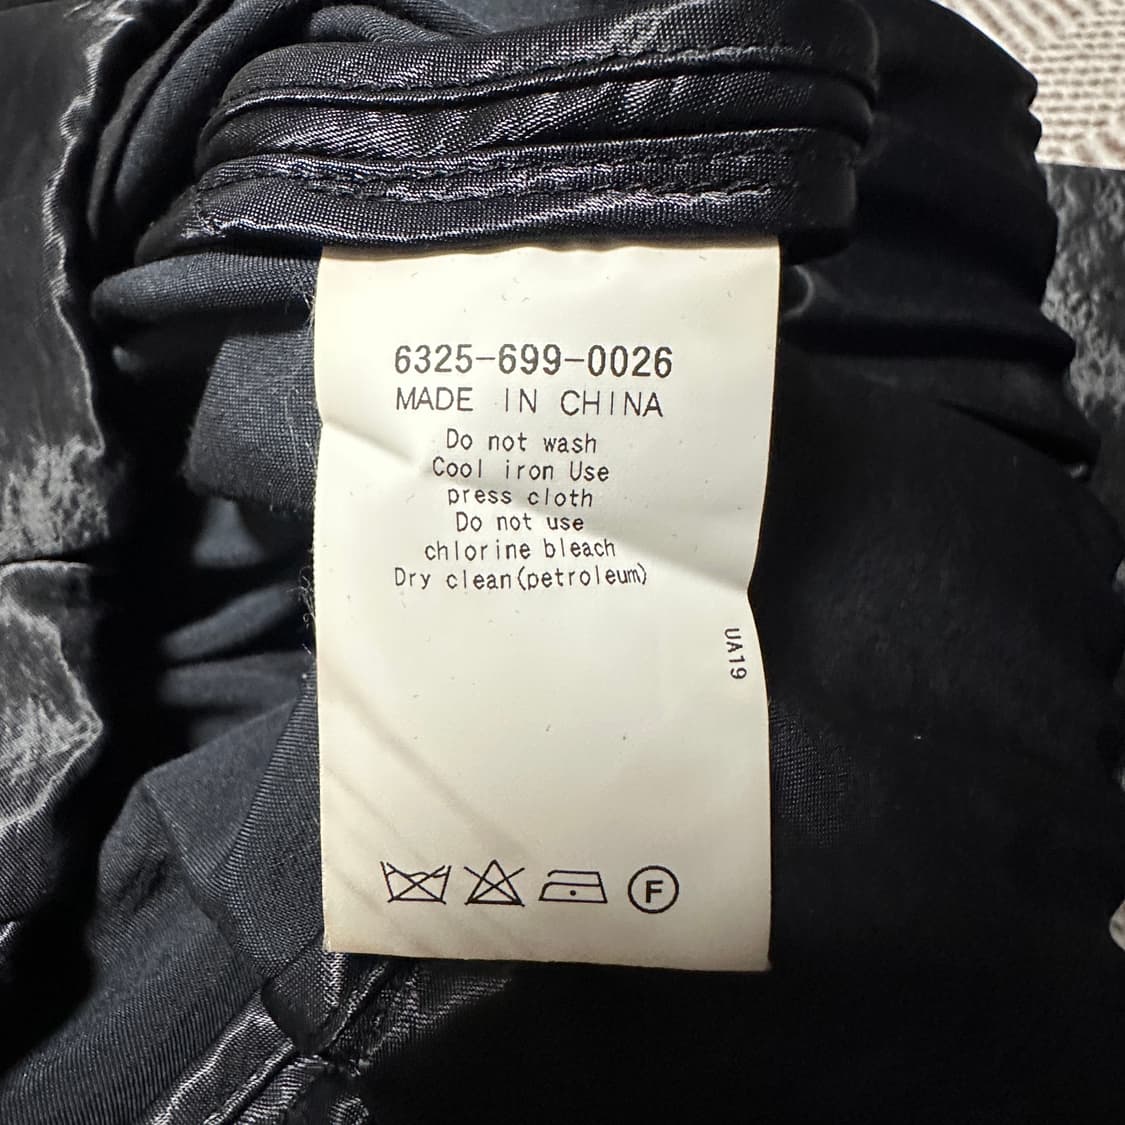 6325-699-0026
MADE IN CHINA
Do not wash
Cool iron Use
press cloth
Do not use
chlorine bleach
Dry clean(petroleum)
UA19
F